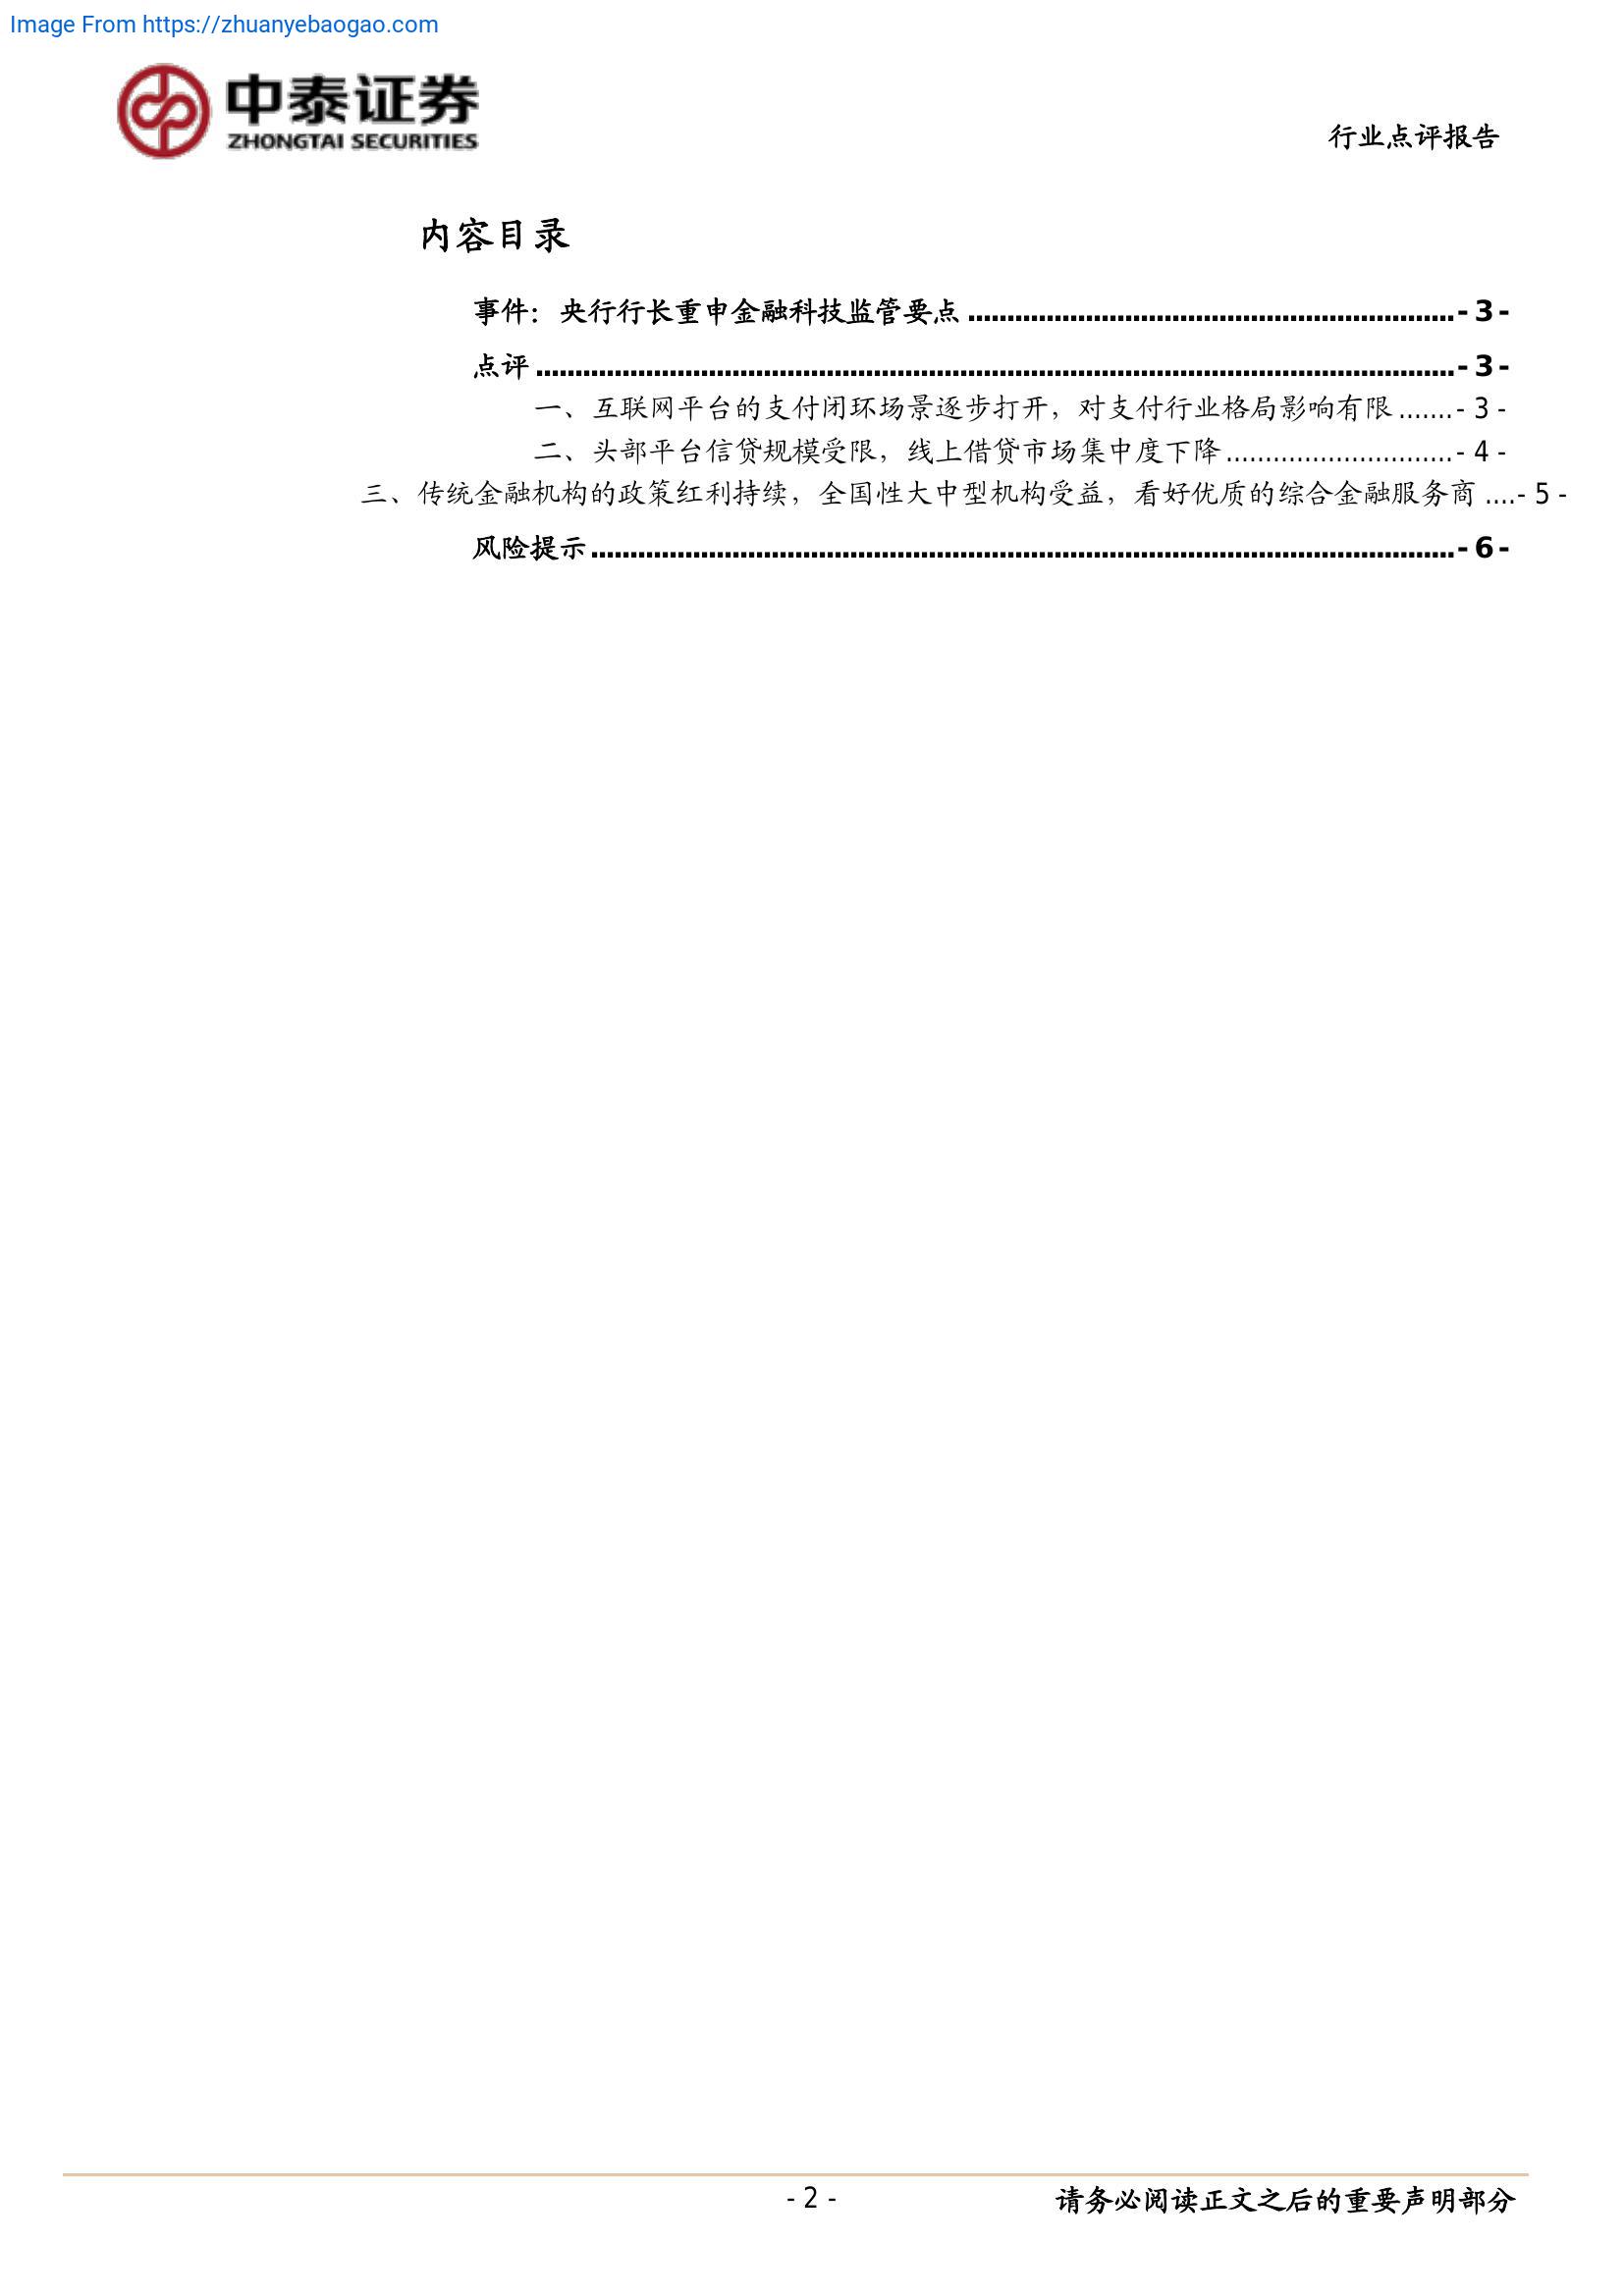 Image From https://zhuanyebaogao.com
中泰证券
ZHONGTAI SECURITIES
行业点评报告
内容目录
事件：央行行长重申金融科技监管要点 ............................................................. - 3 -
点评 .................................................................................................................... - 3 -
一、互联网平台的支付闭环场景逐步打开，对支付行业格局影响有限 ....... - 3 -
二、头部平台信贷规模受限，线上借贷市场集中度下降 ............................. - 4 -
三、传统金融机构的政策红利持续，全国性大中型机构受益，看好优质的综合金融服务商 .... - 5 -
风险提示 ............................................................................................................. - 6 -
- 2 -
请务必阅读正文之后的重要声明部分